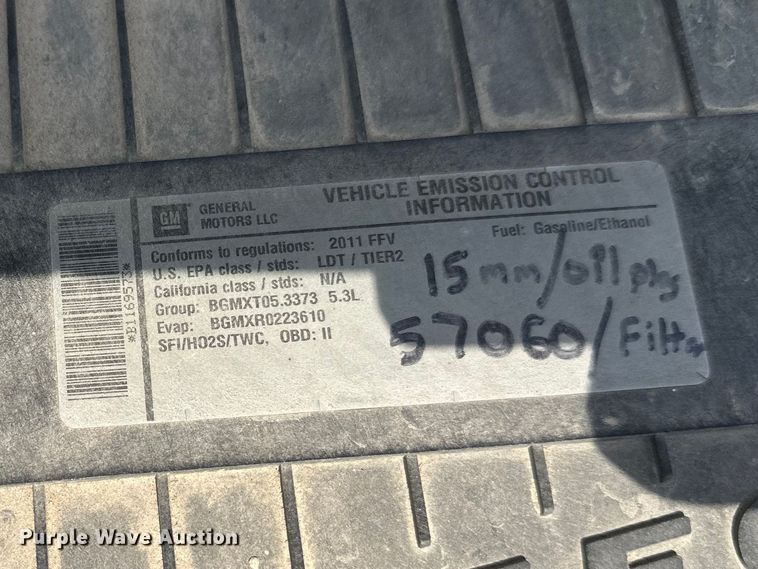 VEHICLE EMISSION CONTROL
INFORMATION
GM
GENERAL
MOTORS LLC
Fuel: Gasoline/Ethanol
Conforms to regulations: 2011 FFV
U.S. EPA class / stds: LDT / TIER2
California class / stds: N/A
Group: BGMXT05.3373 5.3L
Evap: BGMXR0223610
SFI/HO2S/TWC, OBD: II
*B1169573*
15mm/oil plug
57060/Filter
Purple Wave Auction